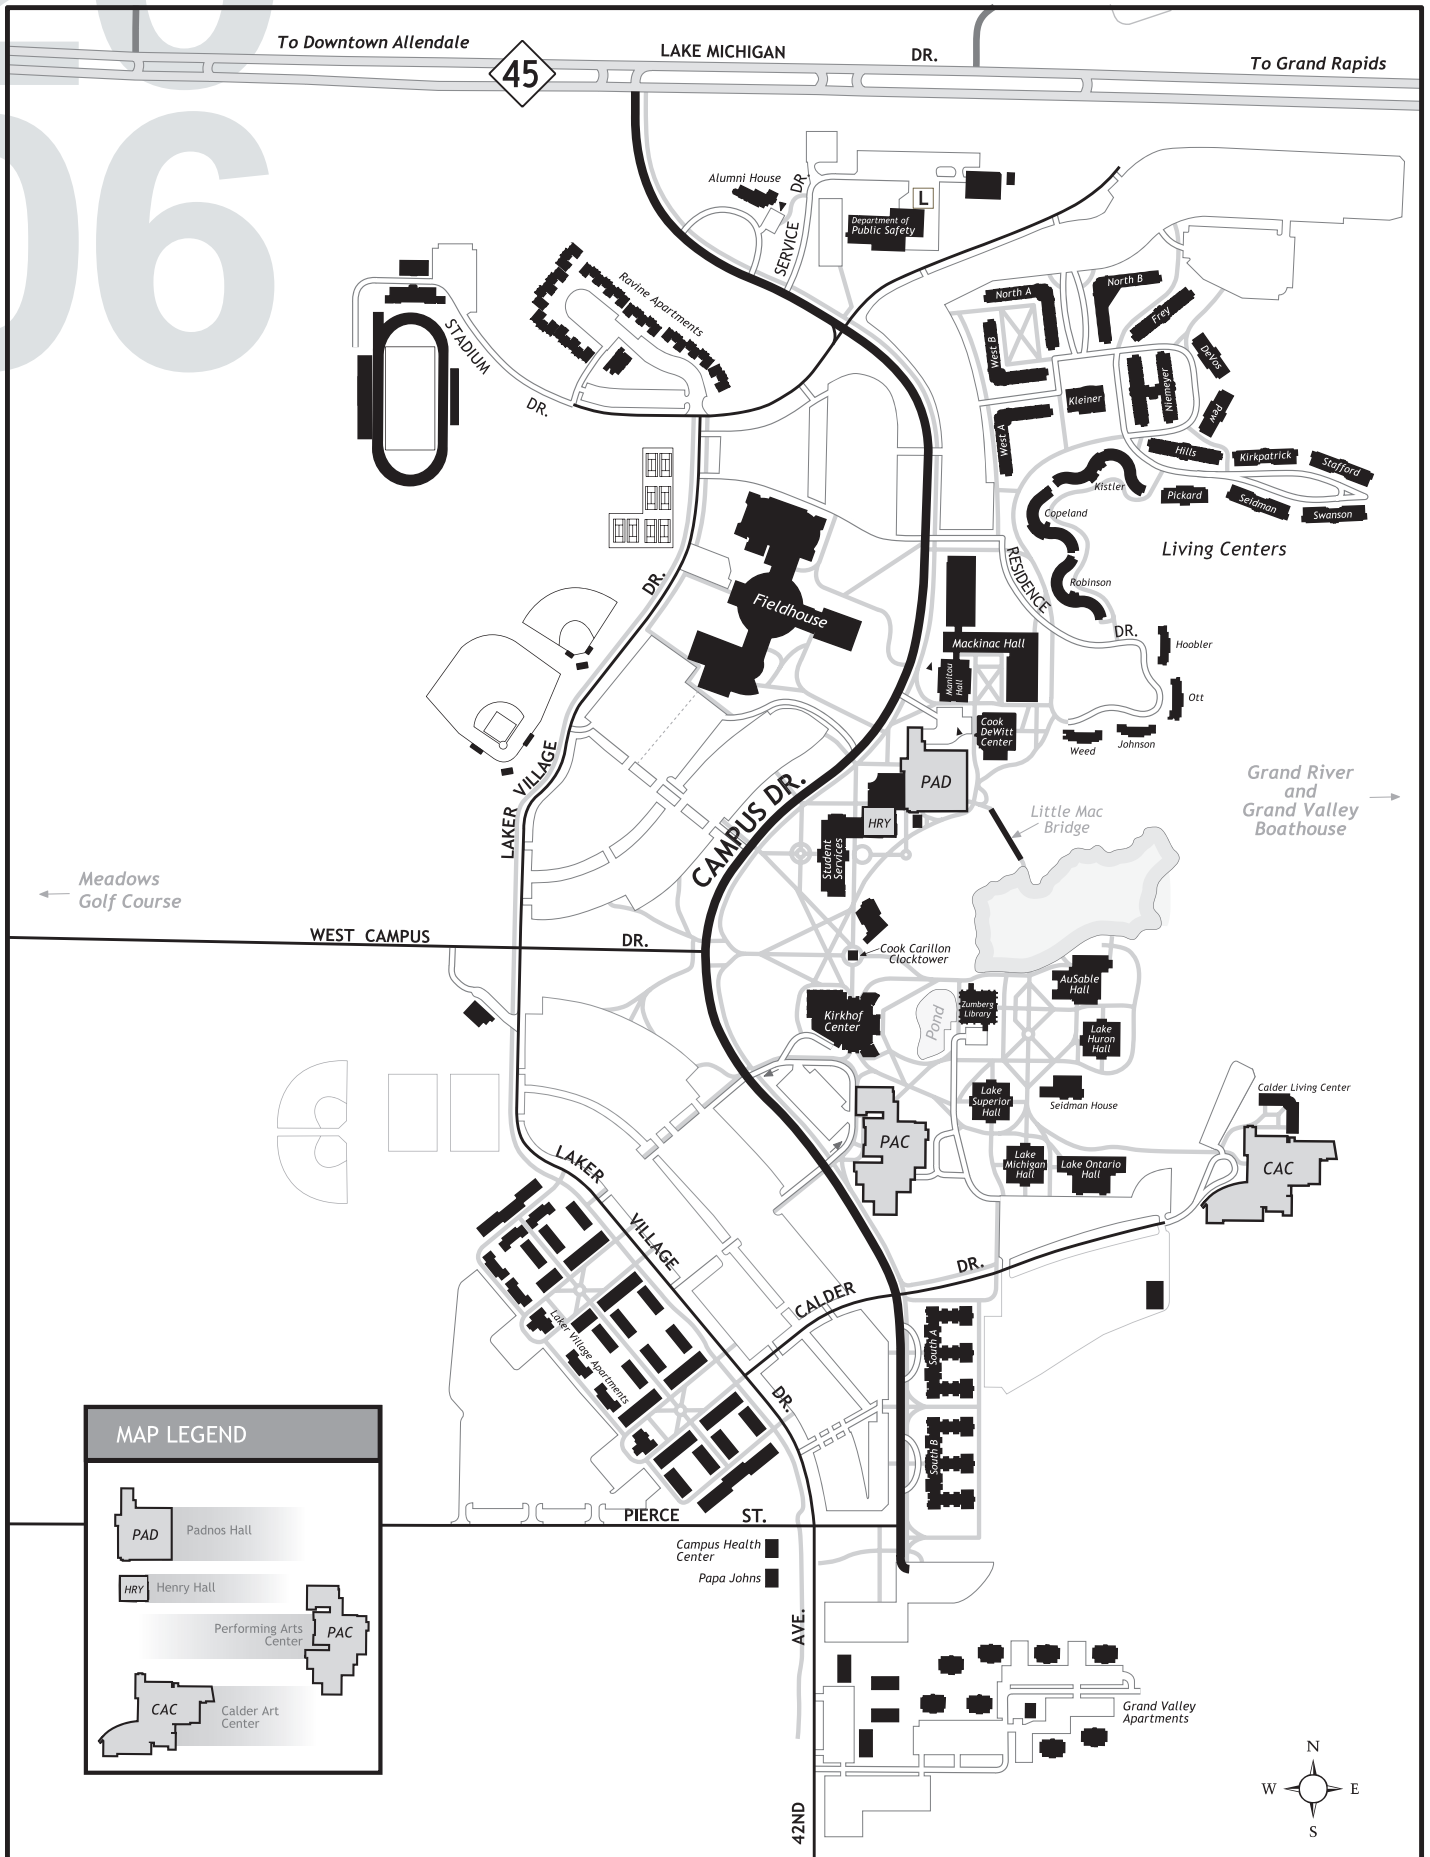 06
To Downtown Allendale
45
LAKE MICHIGAN DR.
To Grand Rapids
Alumni House
SERVICE DR.
L
Department of
Public Safety
Ravine Apartments
STADIUM DR.
North A
North B
Frey
West B
DeVos
Kleiner
Niemeyer
Pew
West A
Hills
Kirkpatrick
Stafford
Kistler
Pickard
Seidman
Swanson
Copeland
Living Centers
Robinson
RESIDENCE DR.
Fieldhouse
DR.
Mackinac Hall
Manitou
Hall
Hoobler
Ott
Cook
DeWitt
Center
Weed
Johnson
PAD
LAKER VILLAGE
CAMPUS DR.
HRY
Student
Services
Little Mac
Bridge
Grand River
and
Grand Valley
Boathouse
Meadows
Golf Course
WEST CAMPUS DR.
Cook Carillon
Clocktower
AuSable
Hall
Kirkhof
Center
Pond
Zumberg
Library
Lake
Huron
Hall
Lake
Superior
Hall
Seidman House
Calder Living Center
PAC
Lake
Michigan
Hall
Lake Ontario
Hall
CAC
LAKER VILLAGE DR.
CALDER DR.
Laker Village Apartments
South A
South B
MAP LEGEND
PAD
Padnos Hall
HRY
Henry Hall
Performing Arts
Center
PAC
CAC
Calder Art
Center
PIERCE ST.
Campus Health
Center
Papa Johns
42ND AVE.
Grand Valley
Apartments
N
W
E
S